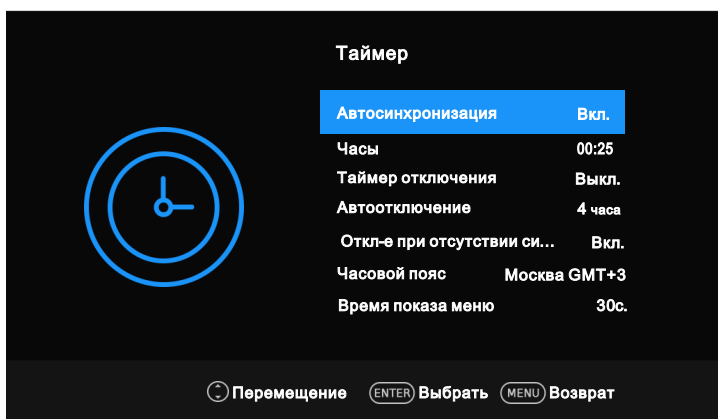 Таймер
Автосинхронизация Вкл.
Часы 00:25
Таймер отключения Выкл.
Автоотключение 4 часа
Откл-е при отсутствии си... Вкл.
Часовой пояс Москва GMT+3
Время показа меню 30с.
Перемещение ENTER Выбрать MENU Возврат